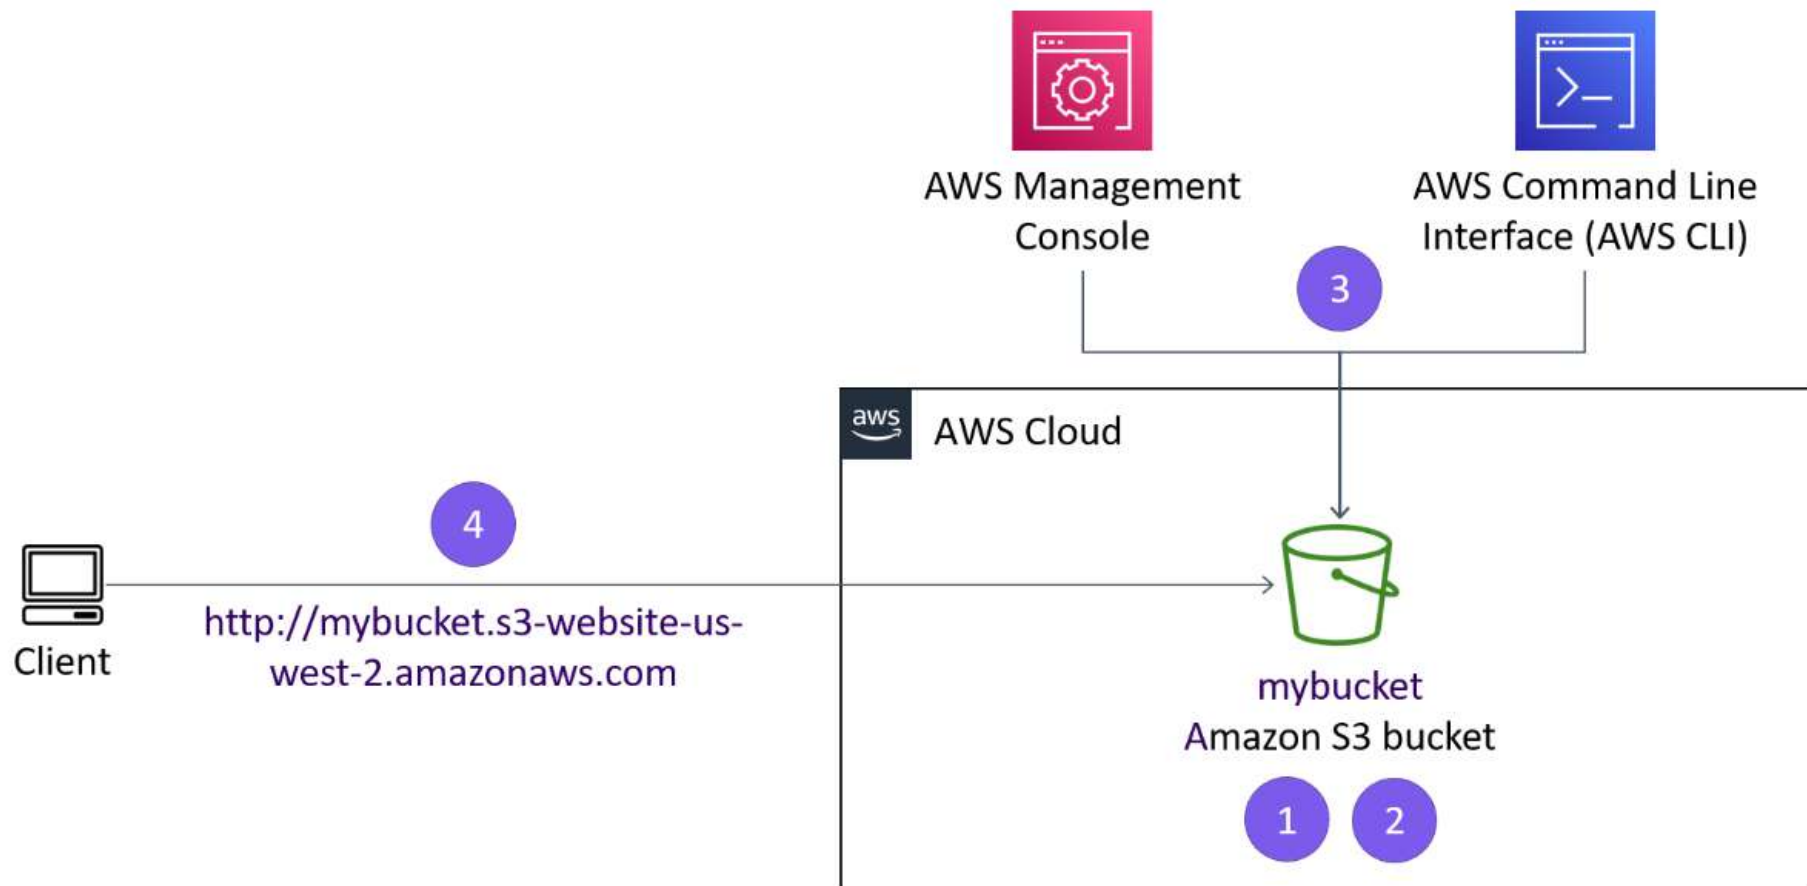 AWS Management
Console
AWS Command Line
Interface (AWS CLI)
3
aws
AWS Cloud
4
Client
http://mybucket.s3-website-us-
west-2.amazonaws.com
mybucket
Amazon S3 bucket
1
2